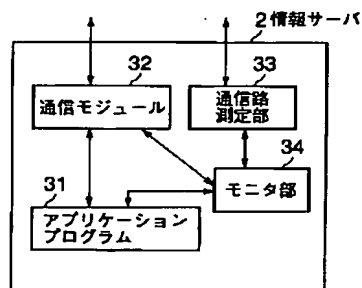 2 情報サーバ
32
通信モジュール
33
通信路
測定部
34
モニタ部
31
アプリケーション
プログラム